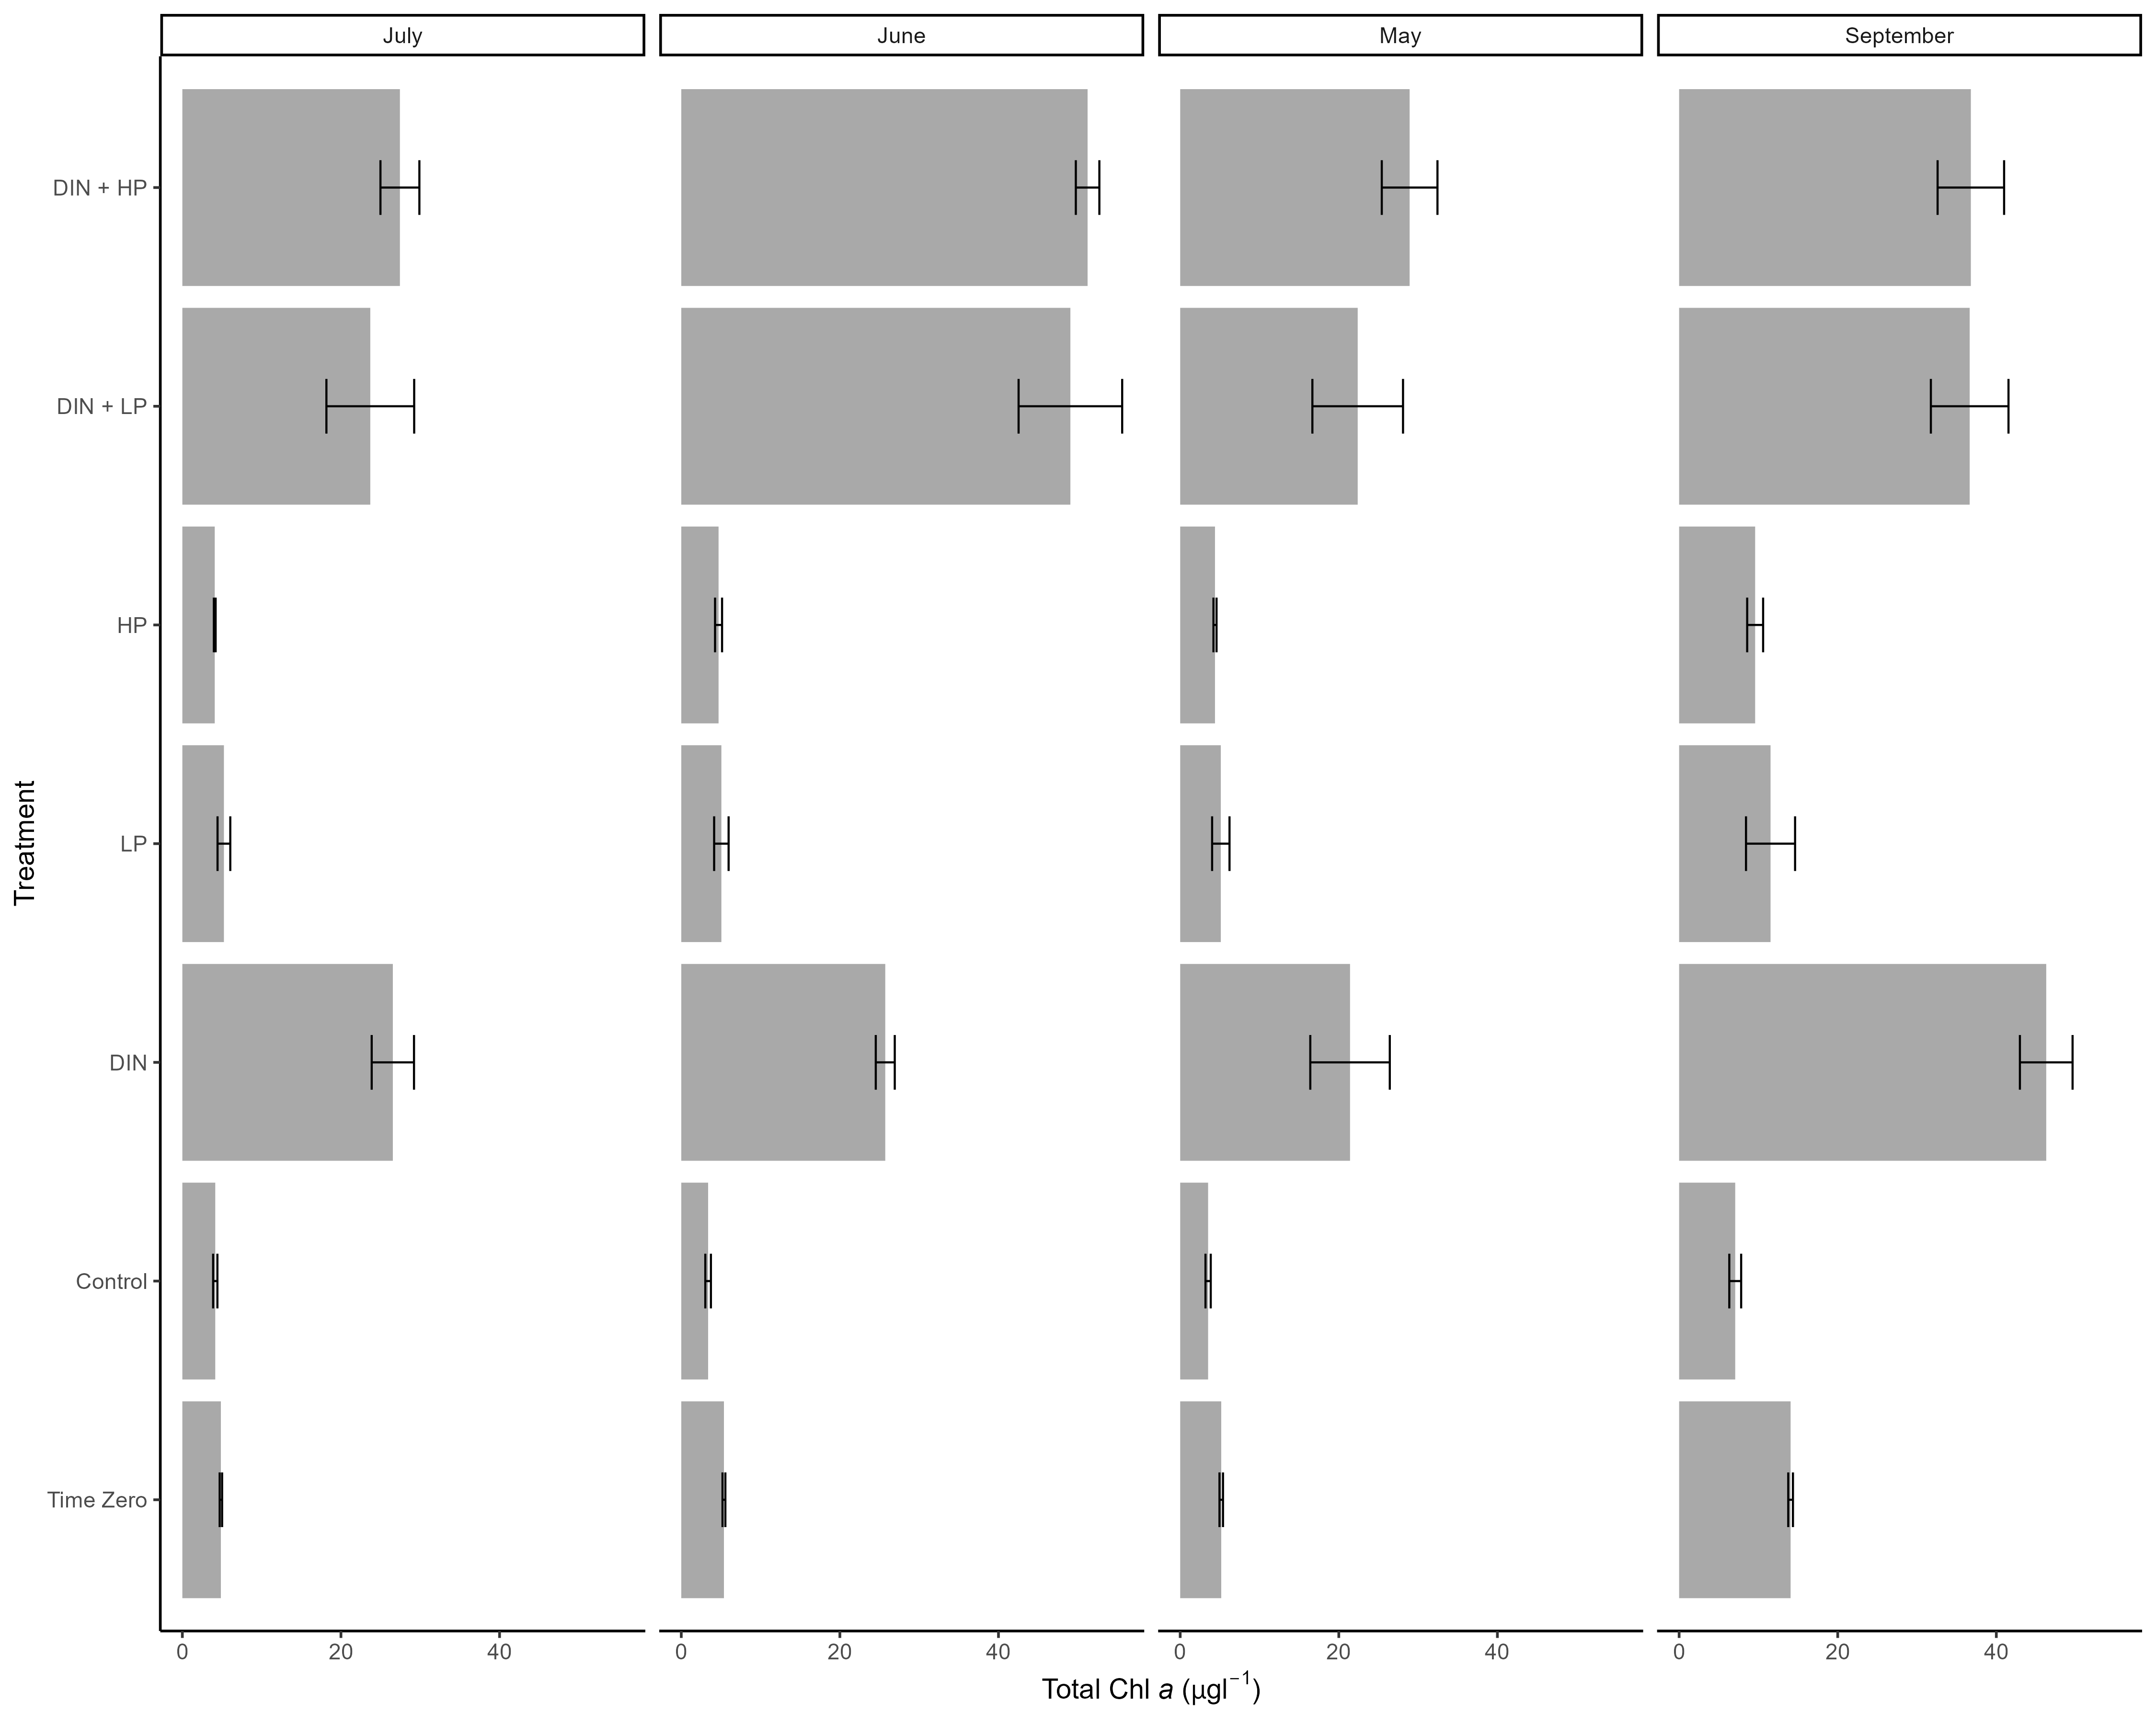 July June May September
DIN + HP
DIN + LP
HP
LP
DIN
Control
Time Zero
Treatment
0 20 40 0 20 40 0 20 40 0 20 40
Total Chl a (µgl⁻¹)